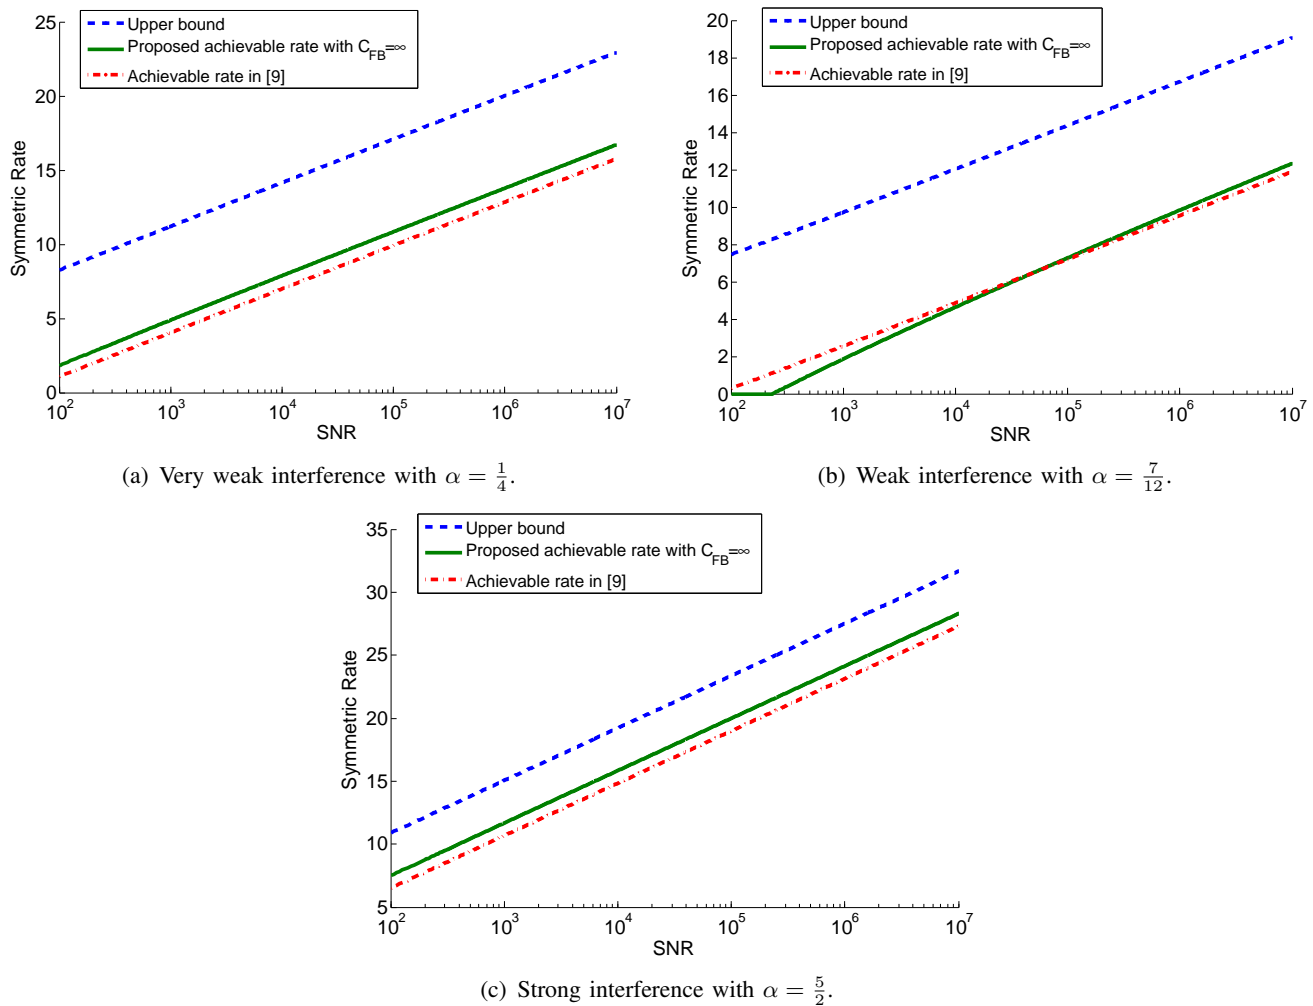 25
20
15
10
5
0
Symmetric Rate
Upper bound
Proposed achievable rate with C_FB=∞
Achievable rate in [9]
10^2 10^3 10^4 10^5 10^6 10^7
SNR
(a) Very weak interference with α = 1/4.
20
18
16
14
12
10
8
6
4
2
0
Symmetric Rate
Upper bound
Proposed achievable rate with C_FB=∞
Achievable rate in [9]
10^2 10^3 10^4 10^5 10^6 10^7
SNR
(b) Weak interference with α = 7/12.
35
30
25
20
15
10
5
Symmetric Rate
Upper bound
Proposed achievable rate with C_FB=∞
Achievable rate in [9]
10^2 10^3 10^4 10^5 10^6 10^7
SNR
(c) Strong interference with α = 5/2.